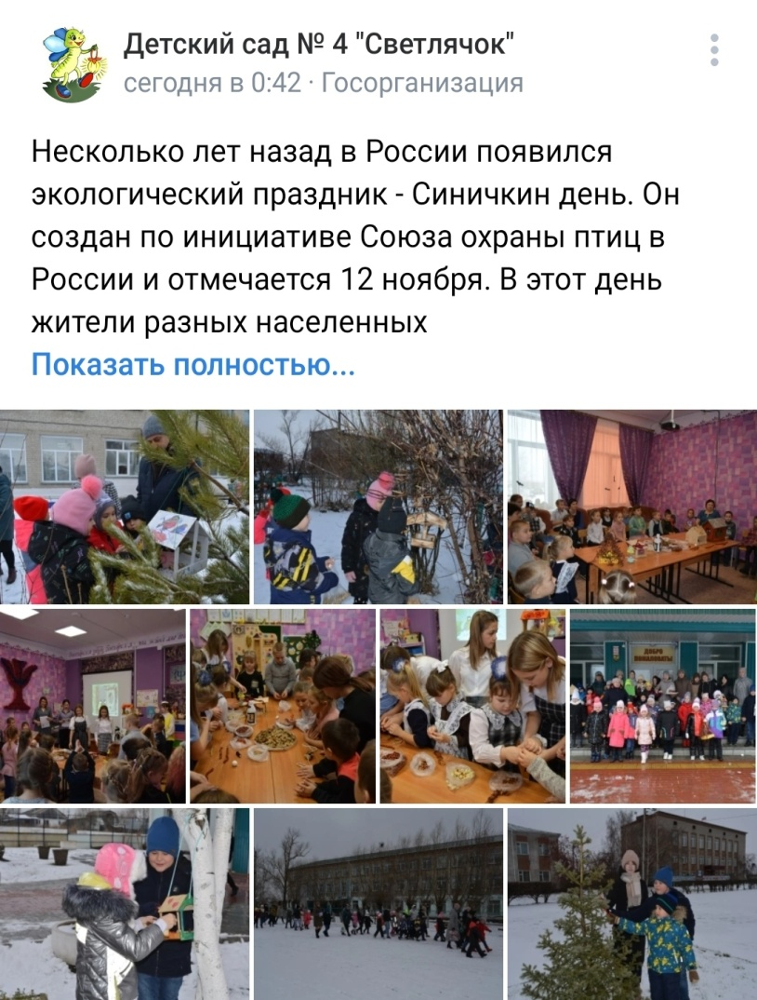 Детский сад № 4 "Светлячок"
сегодня в 0:42 · Госорганизация
Несколько лет назад в России появился
экологический праздник - Синичкин день. Он
создан по инициативе Союза охраны птиц в
России и отмечается 12 ноября. В этот день
жители разных населенных
Показать полностью...
ДОБРО
ПОЖАЛОВАТЬ!